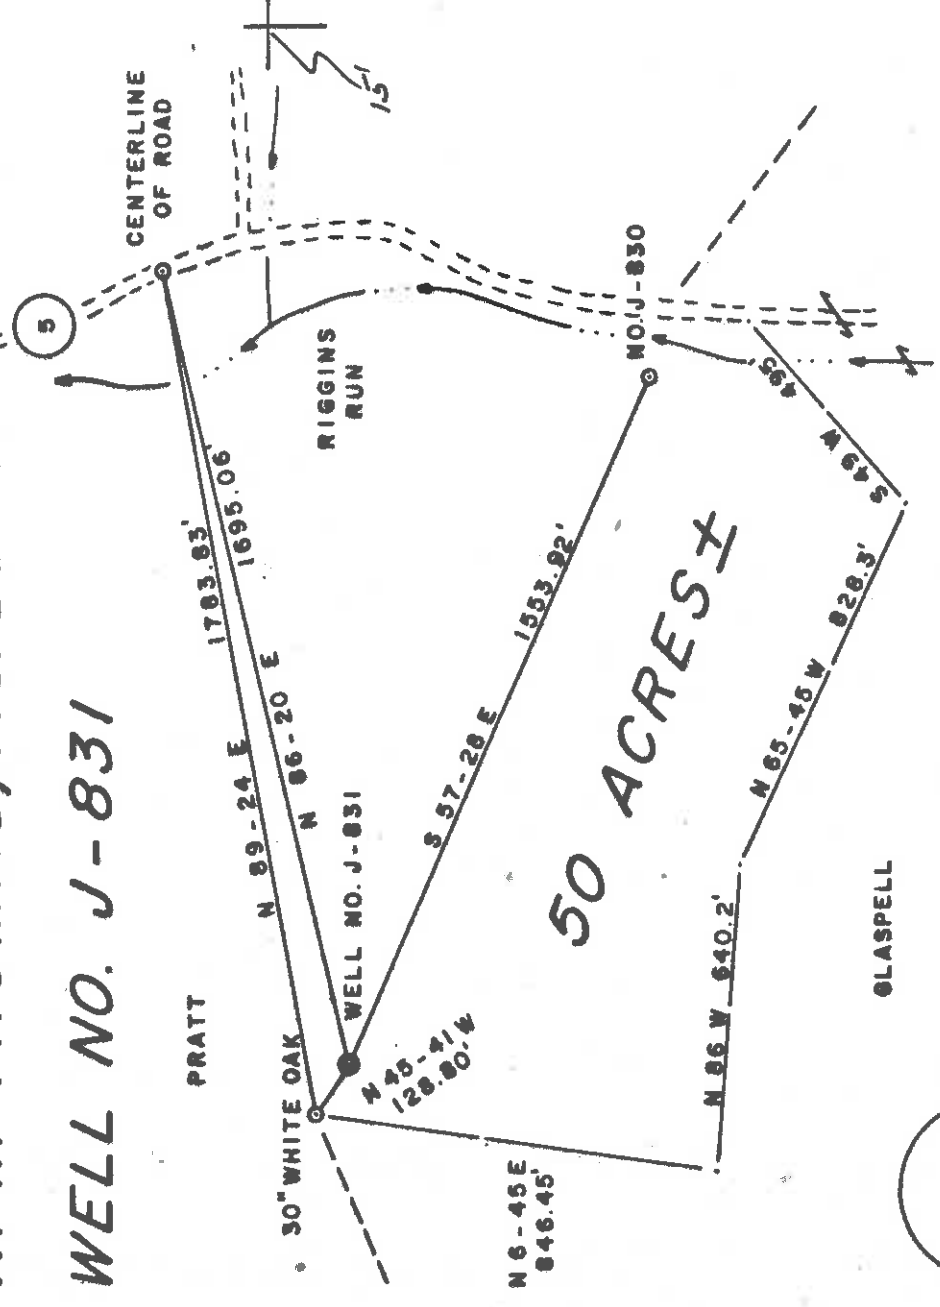 WELL NO. J-831
5
CENTERLINE
OF ROAD
15
PRATT
1783.83'
N 89-24 E
1695.06'
N 86-20 E
RIGGINS
RUN
30" WHITE OAK
WELL NO. J-831
N 45-41 W
128.80'
S 57-28 E
1553.92'
NO. J-830
50 ACRES±
S 49 W
495
N 6-45 E
846.45'
N 86 W 640.2'
N 65-45 W 828.3'
GLASPELL